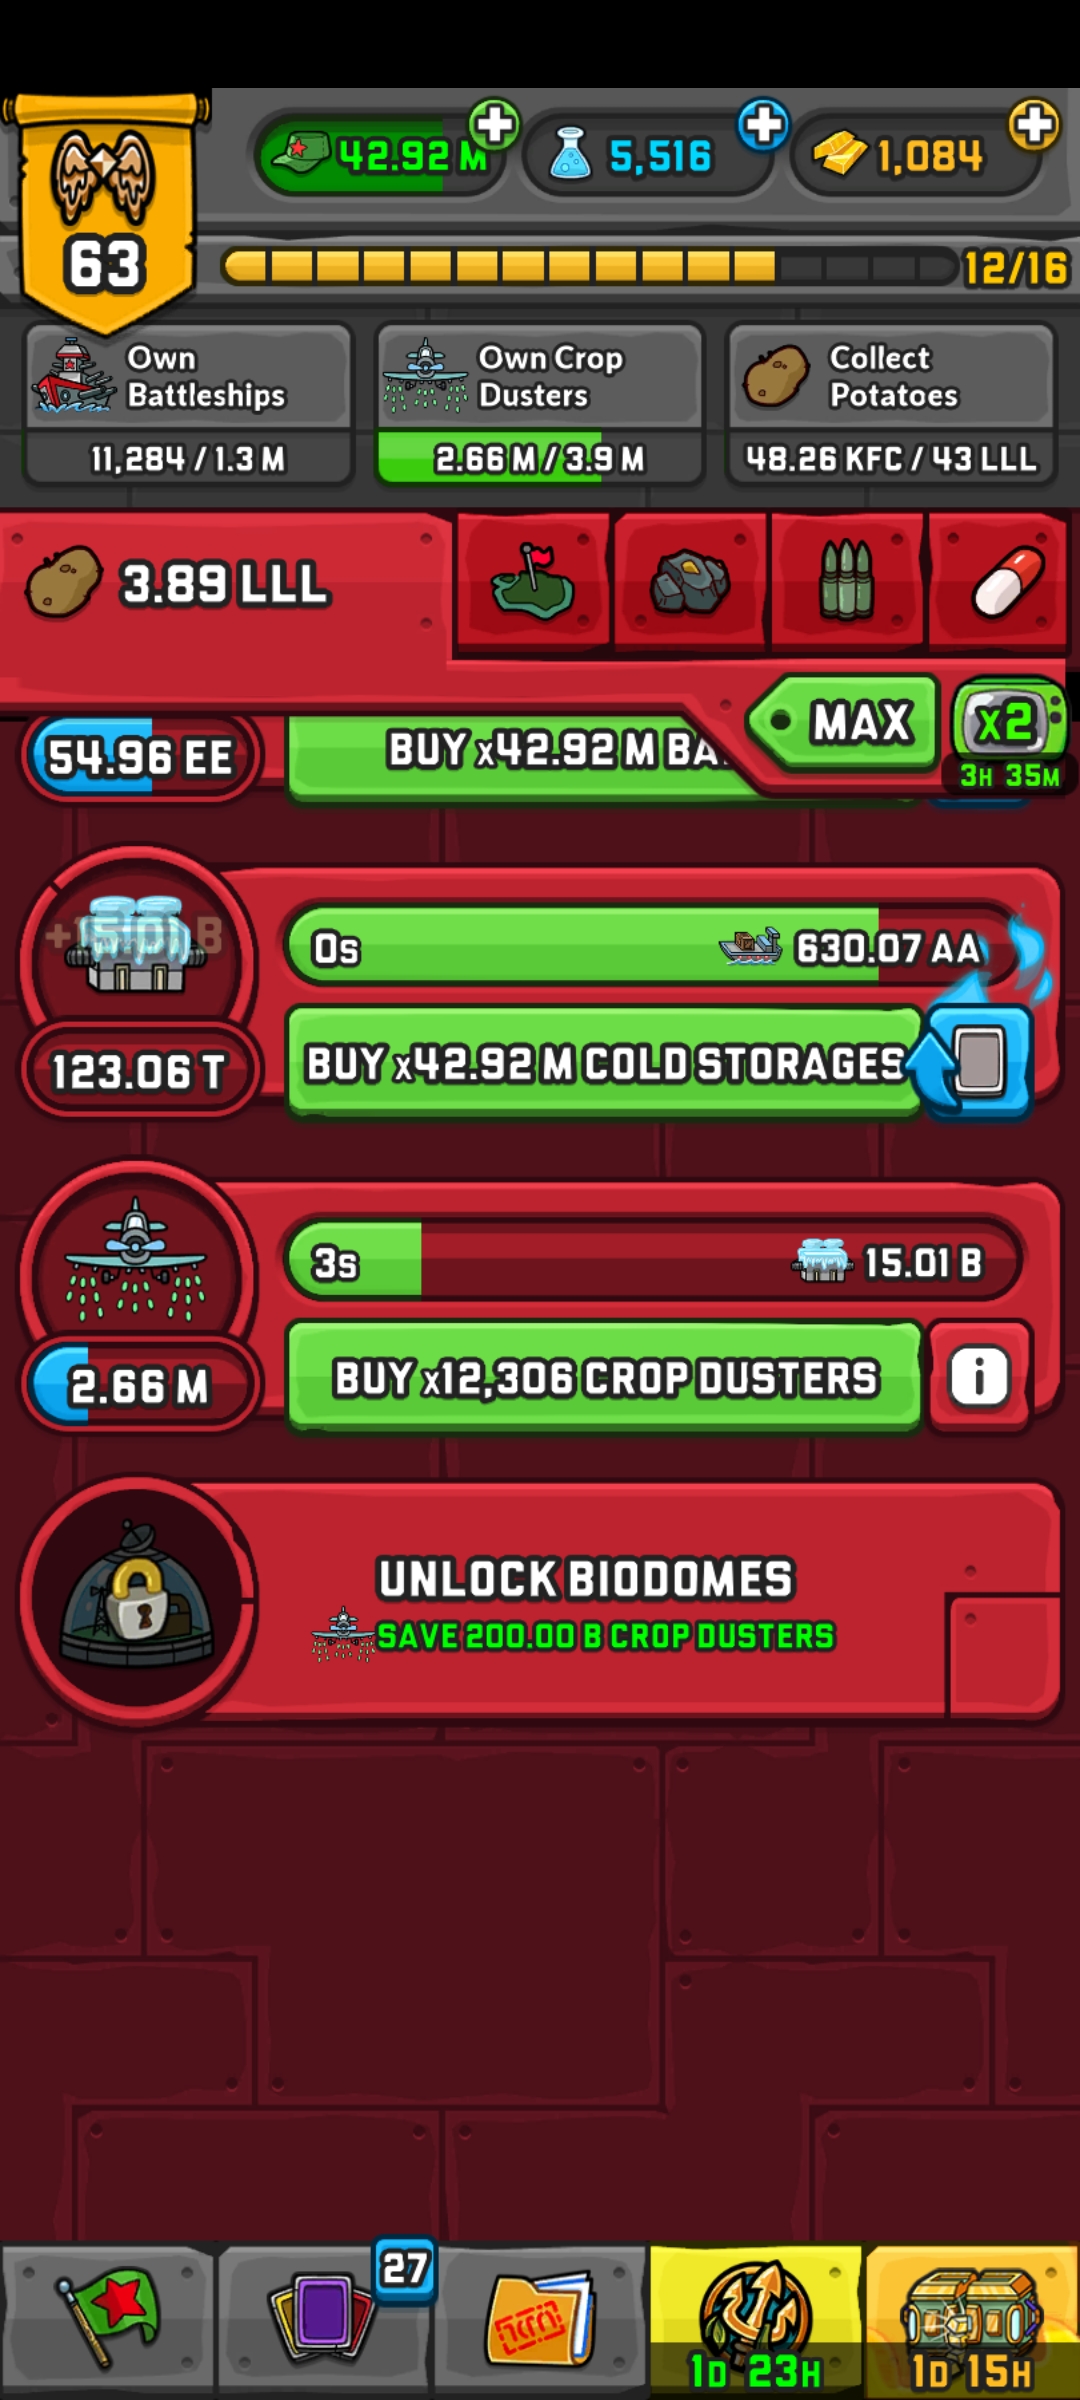 42.92 M
5,516
1,084
63
12/16
Own
Battleships
11,284 / 1.3 M
Own Crop
Dusters
2.66 M / 3.9 M
Collect
Potatoes
48.26 KFC / 43 LLL
3.89 LLL
MAX
x2
3H 35M
54.96 EE
BUY x42.92 M BA
0s
630.07 AA
123.06 T
BUY x42.92 M COLD STORAGES
3s
15.01 B
2.66 M
BUY x12,306 CROP DUSTERS
i
UNLOCK BIODOMES
SAVE 200.00 B CROP DUSTERS
27
1D 23H
1D 15H